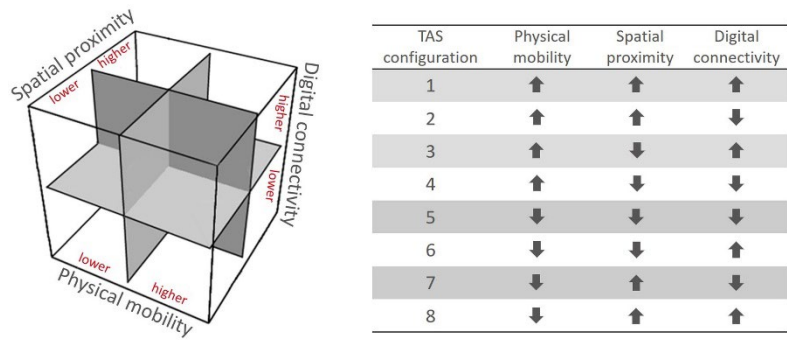 Spatial proximity
lower
higher
Digital connectivity
higher
lower
lower
higher
Physical mobility
TAS configuration Physical mobility Spatial proximity Digital connectivity
1 ⬆ ⬆ ⬆
2 ⬆ ⬆ ⬇
3 ⬆ ⬇ ⬆
4 ⬆ ⬇ ⬇
5 ⬇ ⬇ ⬇
6 ⬇ ⬇ ⬆
7 ⬇ ⬆ ⬇
8 ⬇ ⬆ ⬆